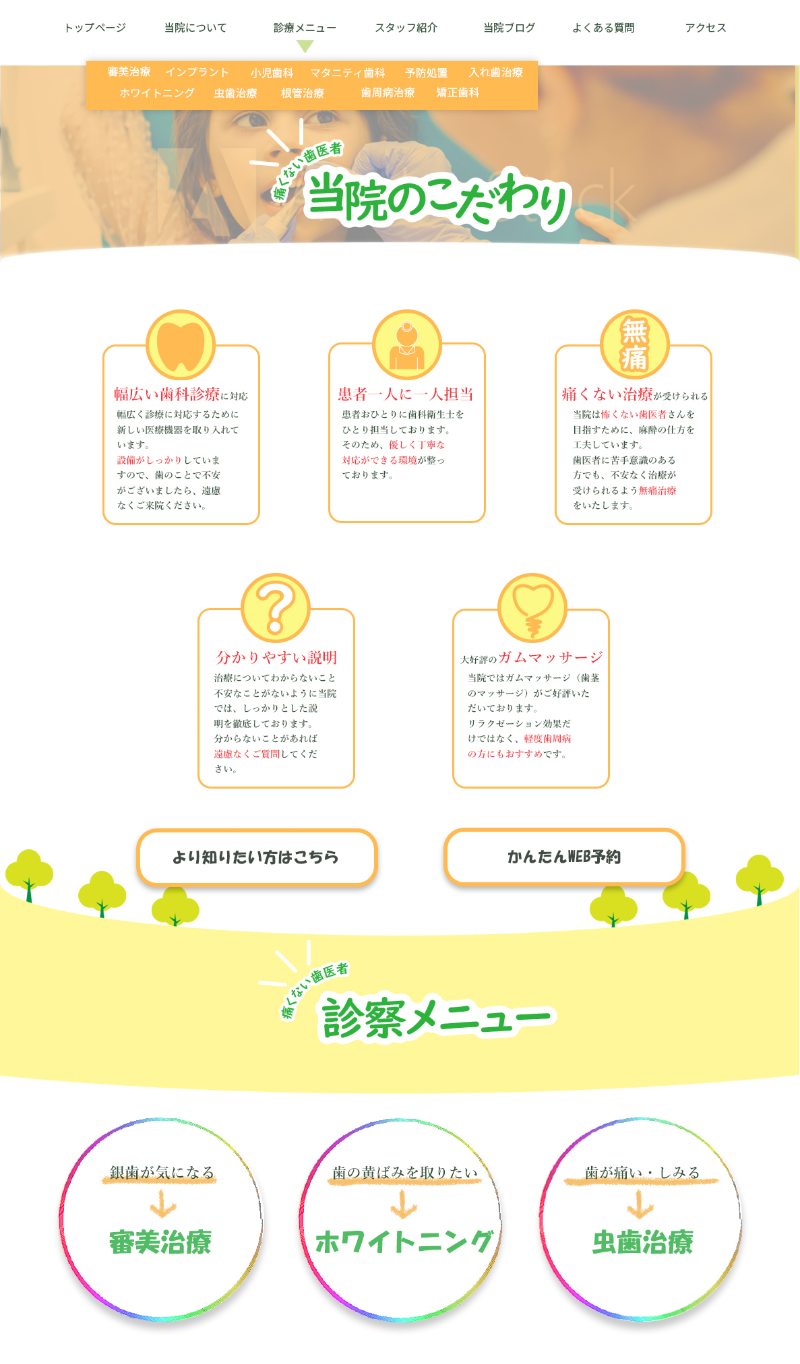 トップページ 当院について 診療メニュー スタッフ紹介 当院ブログ よくある質問 アクセス
審美治療 インプラント 小児歯科 マタニティ歯科 予防処置 入れ歯治療
ホワイトニング 虫歯治療 根管治療 歯周病治療 矯正歯科
痛くない歯医者
当院のこだわり
幅広い歯科診療に対応
幅広く診療に対応するために
新しい医療機器を取り入れて
います。
設備がしっかりしていま
すので、歯のことで不安
がございましたら、遠慮
なくご来院ください。
患者一人に一人担当
患者おひとりに歯科衛生士を
ひとり担当しております。
そのため、優しく丁寧な
対応ができる環境が整っ
ております。
無痛
痛くない治療が受けられる
当院は怖くない歯医者さんを
目指すために、麻酔の仕方を
工夫しています。
歯医者に苦手意識のある
方でも、不安なく治療が
受けられるよう無痛治療
をいたします。
?
分かりやすい説明
治療についてわからないこと
不安なことがないように当院
では、しっかりとした説
明を徹底しております。
分からないことがあれば
遠慮なくご質問してくだ
さい。
大好評のガムマッサージ
当院ではガムマッサージ（歯茎
のマッサージ）がご好評いた
だいております。
リラクゼーション効果だ
けではなく、軽度歯周病
の方にもおすすめです。
より知りたい方はこちら
かんたんWEB予約
痛くない歯医者
診察メニュー
銀歯が気になる
審美治療
歯の黄ばみを取りたい
ホワイトニング
歯が痛い・しみる
虫歯治療